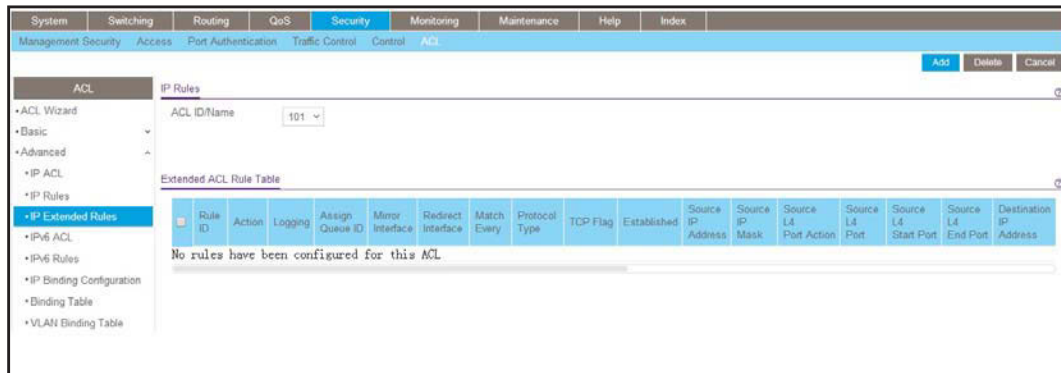 System Switching Routing QoS Security Monitoring Maintenance Help Index
Management Security Access Port Authentication Traffic Control Control ACL
Add Delete Cancel
ACL
IP Rules
ACL Wizard
ACL ID/Name 101
Basic
Advanced
IP ACL
Extended ACL Rule Table
IP Rules
IP Extended Rules
Rule ID Action Logging Assign Queue ID Mirror Interface Redirect Interface Match Every Protocol Type TCP Flag Established Source IP Address Source IP Mask Source L4 Port Action Source L4 Port Source L4 Start Port Source L4 End Port Destination IP Address
IPv6 ACL
No rules have been configured for this ACL
IPv6 Rules
IP Binding Configuration
Binding Table
VLAN Binding Table